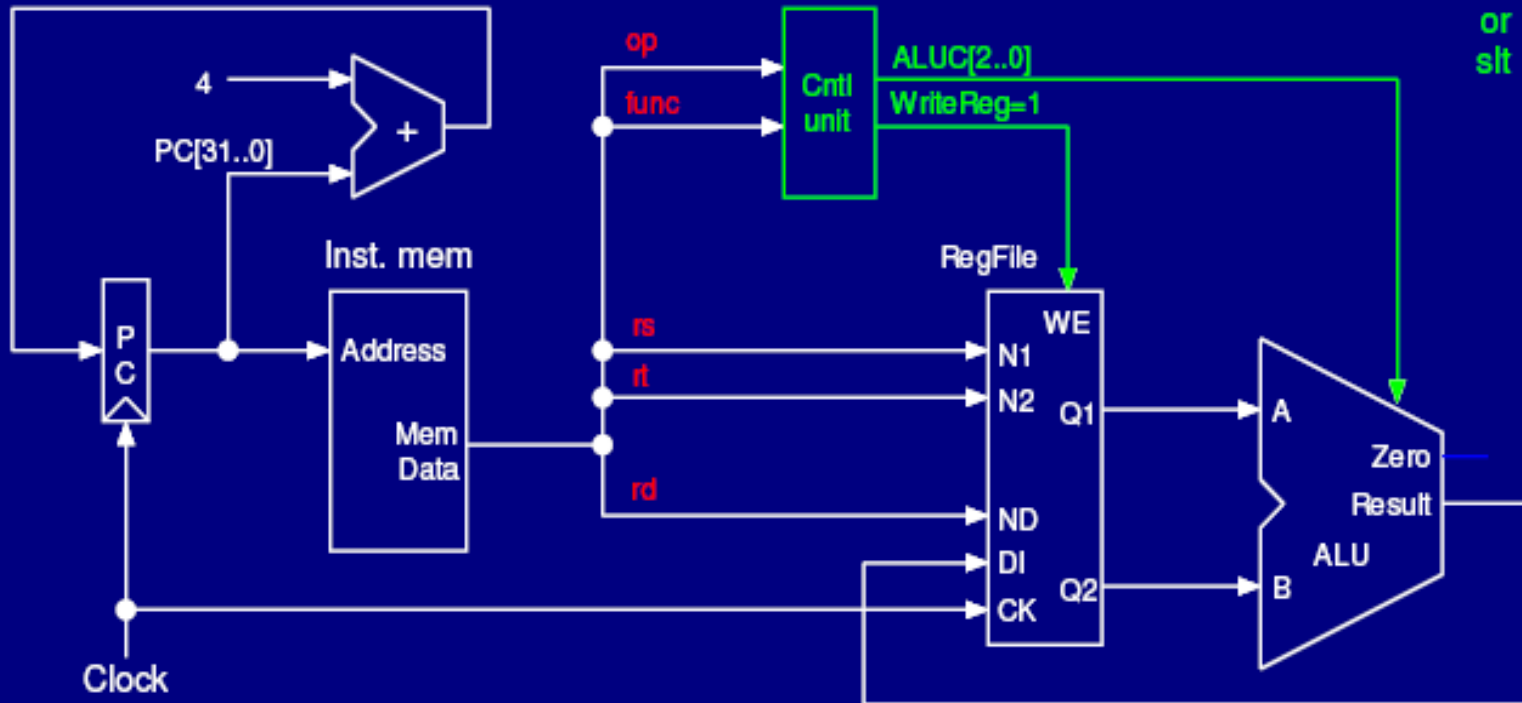 or
slt
op
func
Cntl
unit
ALUC[2..0]
WriteReg=1
4
+
PC[31..0]
Inst. mem
RegFile
P
C
Address
Mem
Data
rs
rt
rd
WE
N1
N2
Q1
ND
DI
Q2
CK
A
Zero
Result
ALU
B
Clock